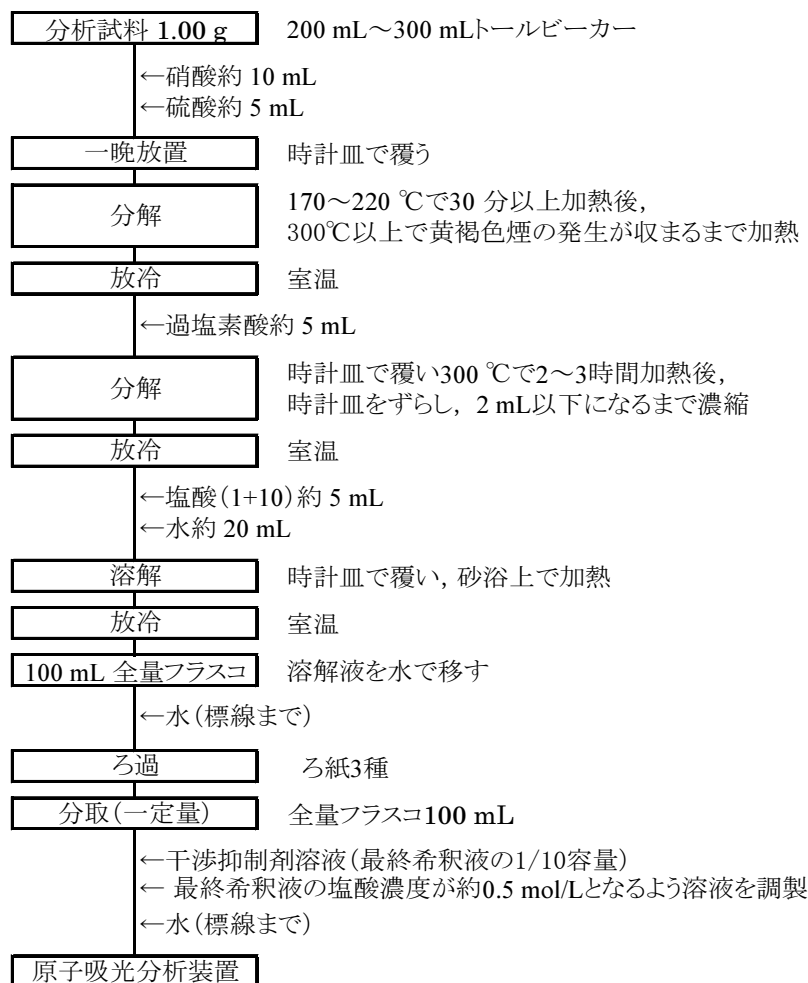 分析試料 1.00 g 200 mL~300 mLトールビーカー
←硝酸約 10 mL
←硫酸約 5 mL
一晩放置 時計皿で覆う
分解 170~220 ℃で30 分以上加熱後,
300℃以上で黄褐色煙の発生が収まるまで加熱
放冷 室温
←過塩素酸約 5 mL
分解 時計皿で覆い300 ℃で2~3時間加熱後,
時計皿をずらし, 2 mL以下になるまで濃縮
放冷 室温
←塩酸(1+10)約 5 mL
←水約 20 mL
溶解 時計皿で覆い, 砂浴上で加熱
放冷 室温
100 mL 全量フラスコ 溶解液を水で移す
←水(標線まで)
ろ過 ろ紙3種
分取(一定量) 全量フラスコ100 mL
←干渉抑制剤溶液(最終希釈液の1/10容量)
← 最終希釈液の塩酸濃度が約0.5 mol/Lとなるよう溶液を調製
←水(標線まで)
原子吸光分析装置